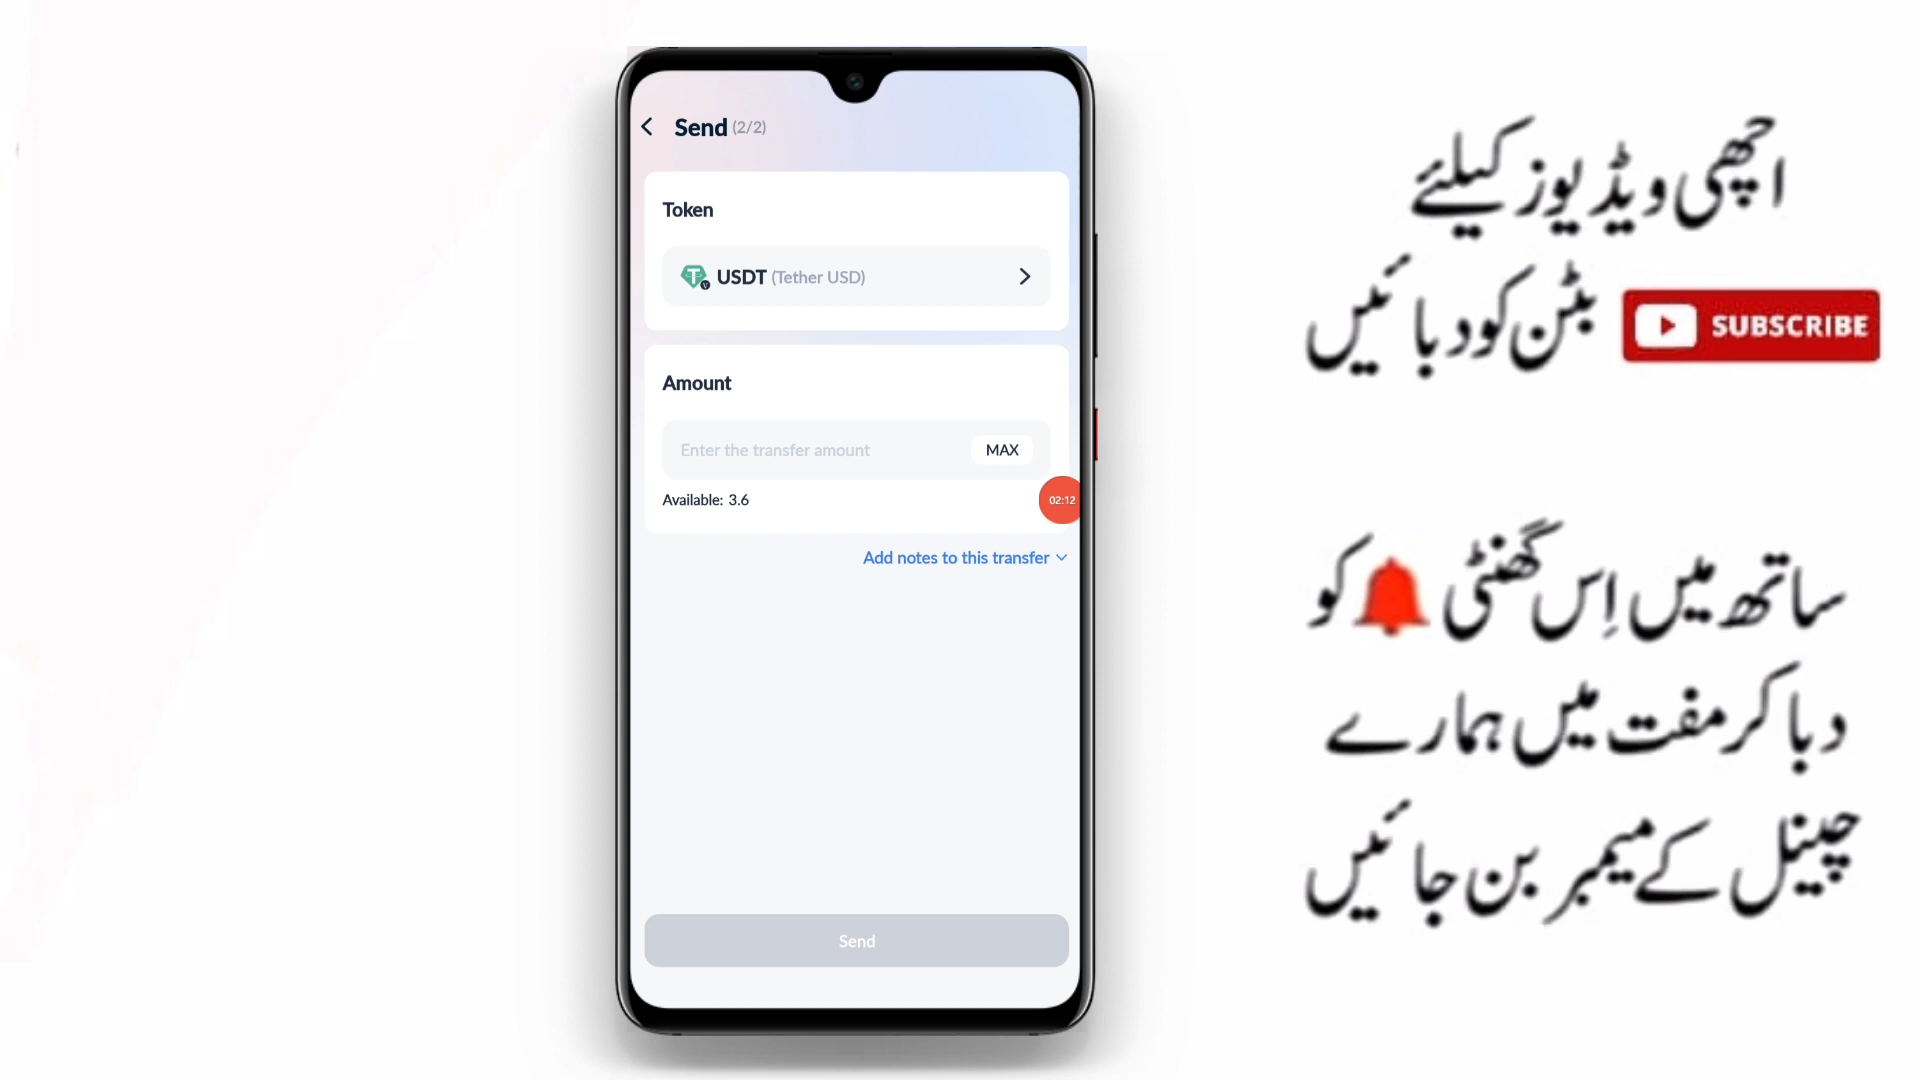 Send (2/2)
Token
USDT (Tether USD)
Amount
Enter the transfer amount
MAX
Available: 3.6
02:12
Add notes to this transfer
Send
اچھی ویڈیوز کیلئے
SUBSCRIBE بٹن کو دبائیں
ساتھ میں اِس گھنٹی کو
دبا کر مفت میں ہمارے
چینل کے میمبر بن جائیں